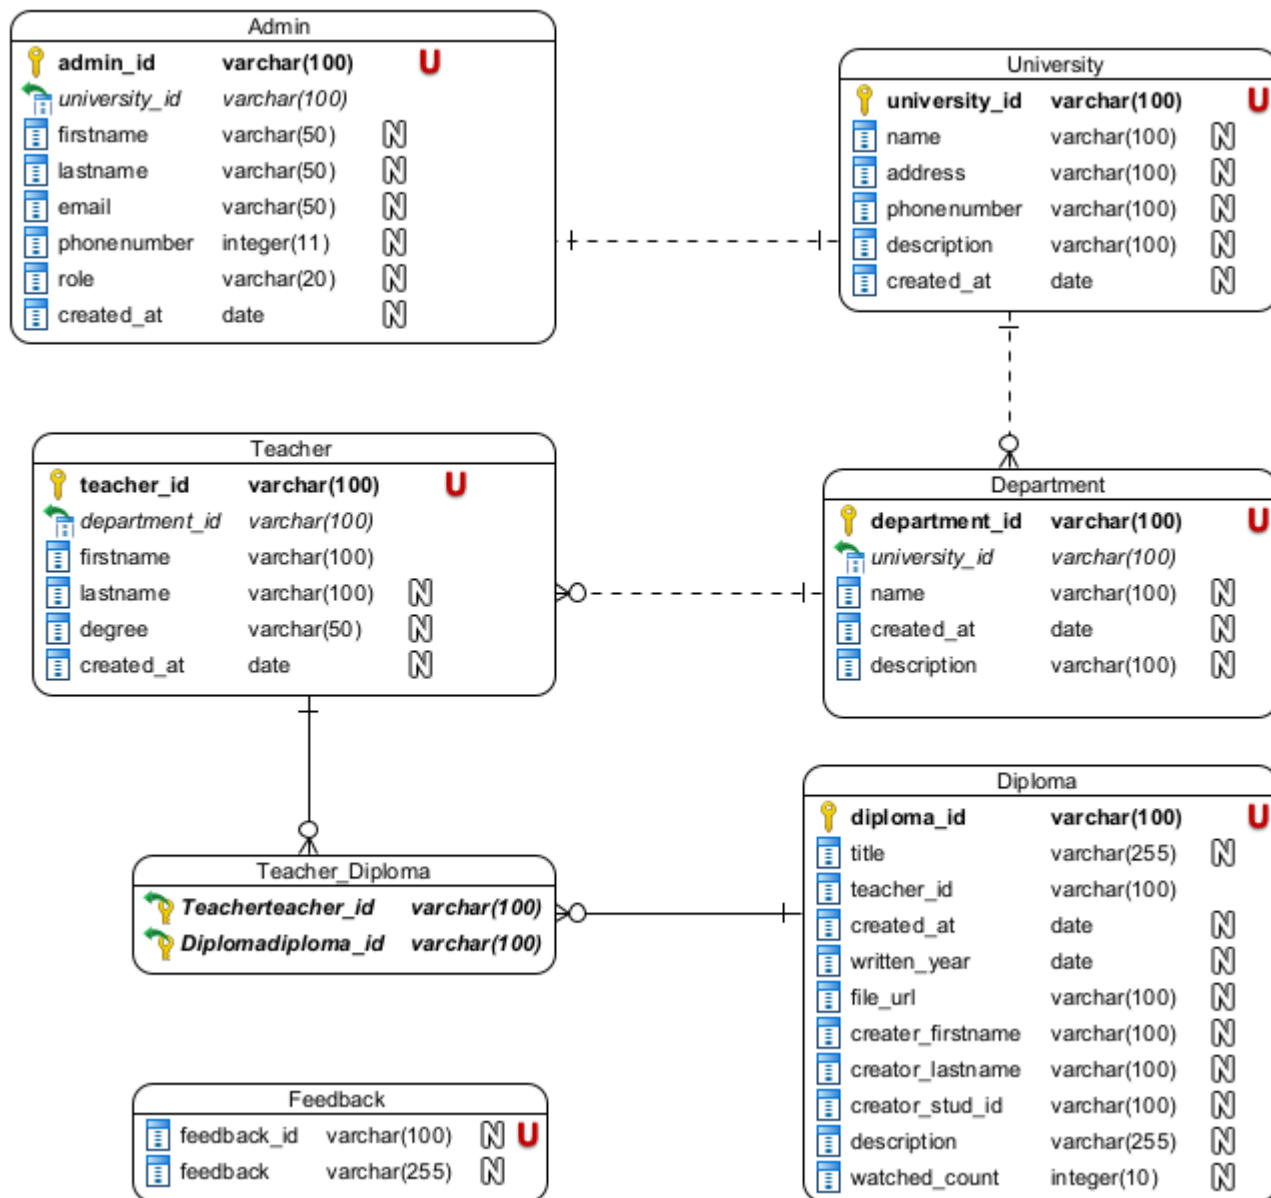 Admin
admin_id varchar(100) U
university_id varchar(100)
firstname varchar(50) N
lastname varchar(50) N
email varchar(50) N
phonenumber integer(11) N
role varchar(20) N
created_at date N
University
university_id varchar(100) U
name varchar(100) N
address varchar(100) N
phonenumber varchar(100) N
description varchar(100) N
created_at date N
Teacher
teacher_id varchar(100) U
department_id varchar(100)
firstname varchar(100)
lastname varchar(100) N
degree varchar(50) N
created_at date N
Department
department_id varchar(100) U
university_id varchar(100)
name varchar(100) N
created_at date N
description varchar(100) N
Teacher_Diploma
Teacherteacher_id varchar(100)
Diplomadiploma_id varchar(100)
Diploma
diploma_id varchar(100) U
title varchar(255) N
teacher_id varchar(100)
created_at date N
written_year date N
file_url varchar(100) N
creater_firstname varchar(100) N
creator_lastname varchar(100) N
creator_stud_id varchar(100) N
description varchar(255) N
watched_count integer(10) N
Feedback
feedback_id varchar(100) N U
feedback varchar(255) N